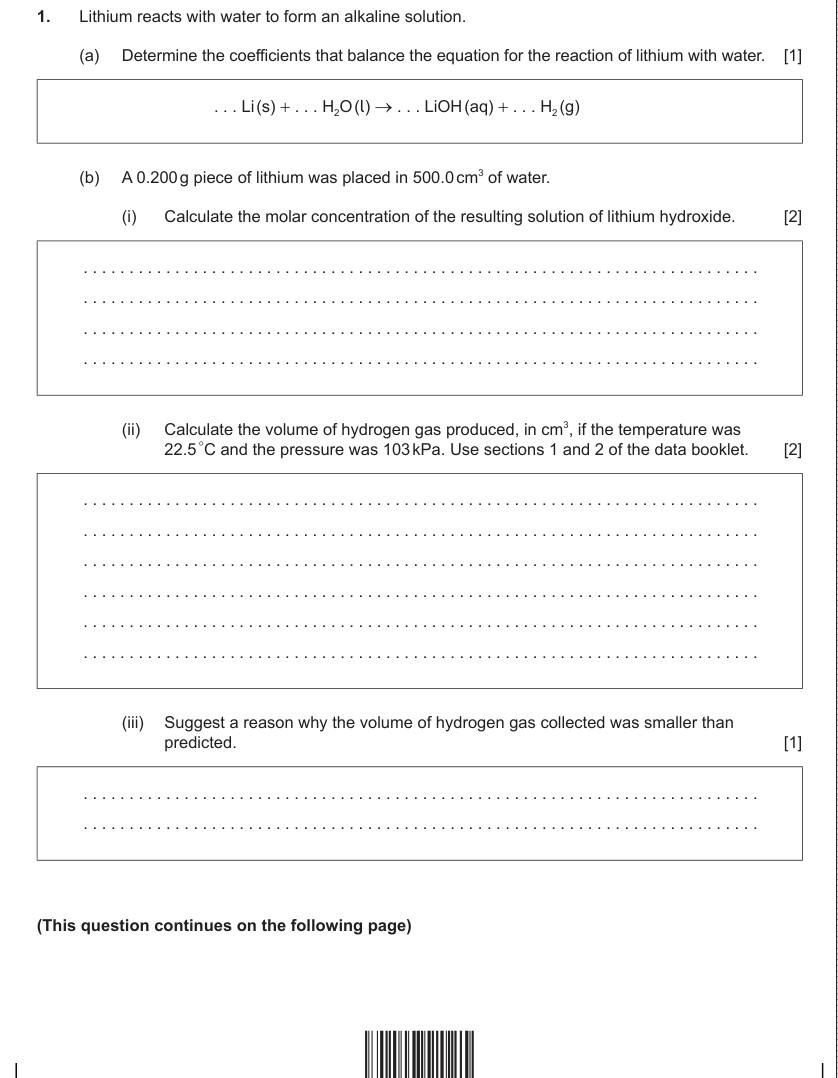 1. Lithium reacts with water to form an alkaline solution.
(a) Determine the coefficients that balance the equation for the reaction of lithium with water. [1]
. . . Li (s) + . . . H₂O (l) → . . . LiOH (aq) + . . . H₂ (g)
(b) A 0.200 g piece of lithium was placed in 500.0 cm³ of water.
(i) Calculate the molar concentration of the resulting solution of lithium hydroxide. [2]
(ii) Calculate the volume of hydrogen gas produced, in cm³, if the temperature was
22.5 °C and the pressure was 103 kPa. Use sections 1 and 2 of the data booklet. [2]
(iii) Suggest a reason why the volume of hydrogen gas collected was smaller than
predicted. [1]
(This question continues on the following page)